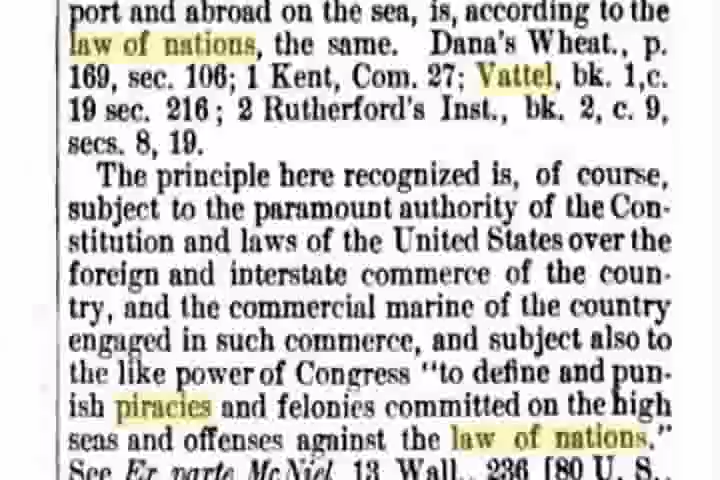 port and abroad on the sea, is, according to the
law of nations, the same. Dana's Wheat., p.
169, sec. 106; 1 Kent, Com. 27; Vattel, bk. 1,c.
19 sec. 216; 2 Rutherford's Inst., bk. 2, c. 9,
secs. 8, 19.
The principle here recognized is, of course,
subject to the paramount authority of the Con-
stitution and laws of the United States over the
foreign and interstate commerce of the coun-
try, and the commercial marine of the country
engaged in such commerce, and subject also to
the like power of Congress "to define and pun-
ish piracies and felonies committed on the high
seas and offenses against the law of nations."
See Ex parte McNiel, 13 Wall., 236 [80 U. S.,